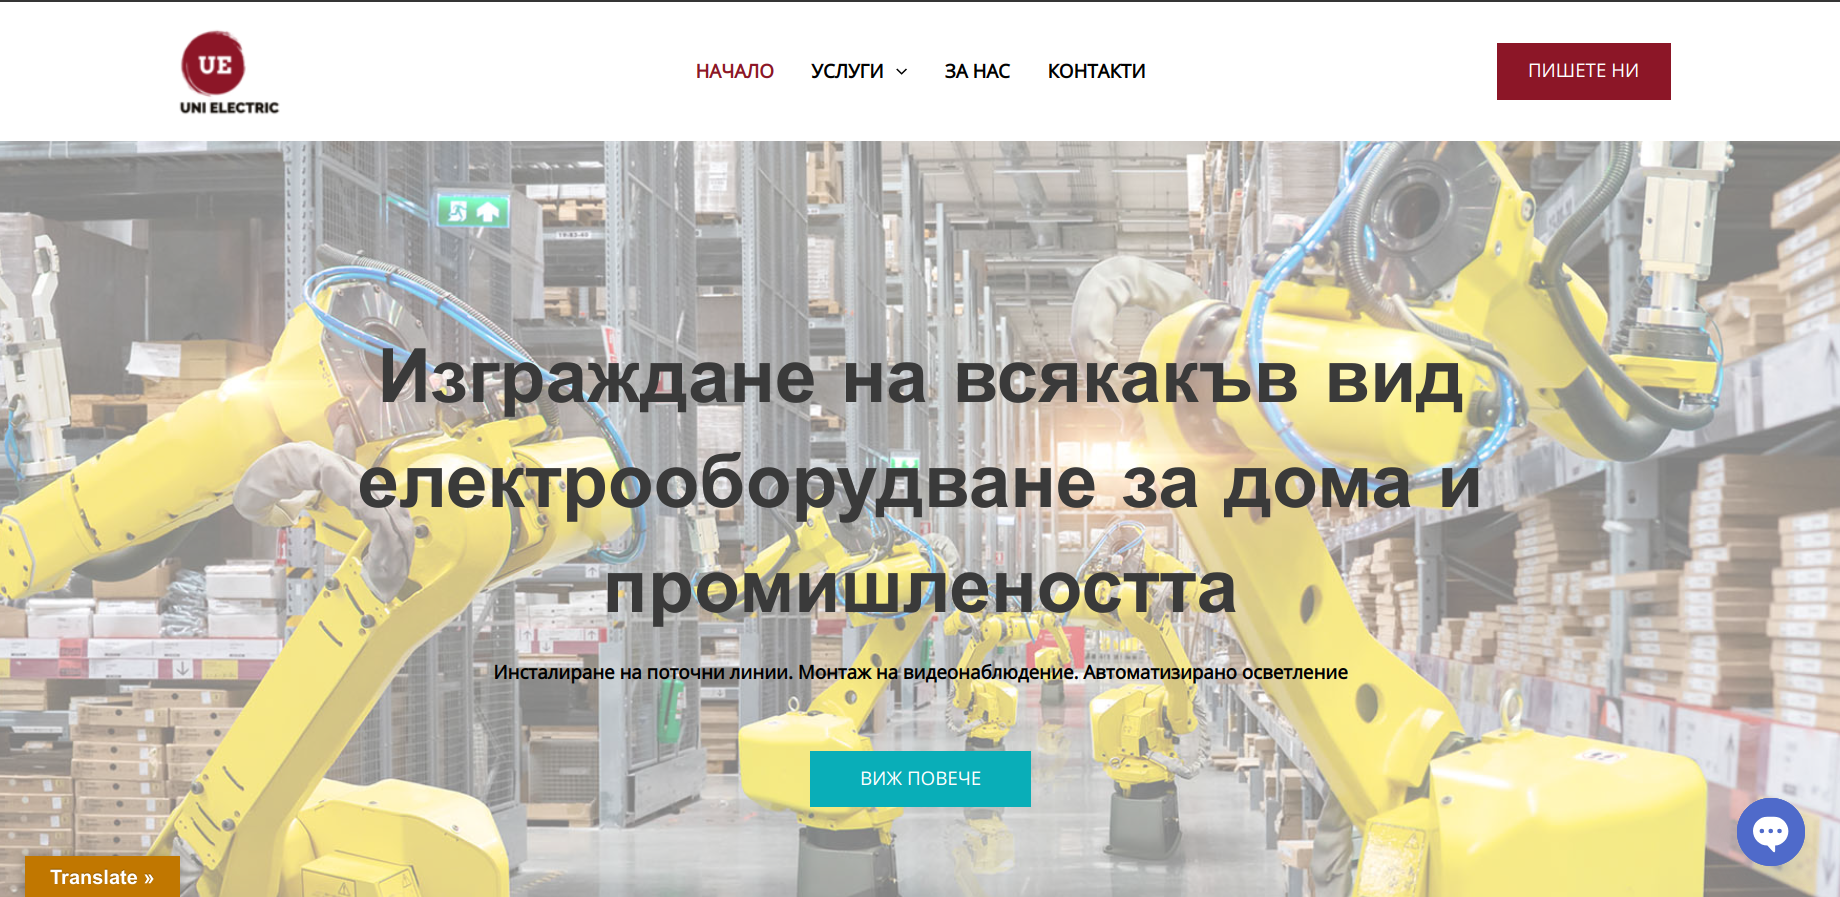 UE
UNI ELECTRIC
НАЧАЛО
УСЛУГИ
ЗА НАС
КОНТАКТИ
ПИШЕТЕ НИ
Изграждане на всякакъв вид
електрооборудване за дома и
промишлеността
Инсталиране на поточни линии. Монтаж на видеонаблюдение. Автоматизирано осветление
ВИЖ ПОВЕЧЕ
Translate »